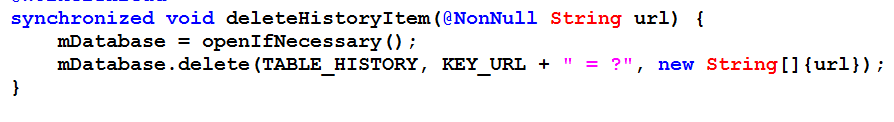 synchronized void deleteHistoryItem(@NonNull String url) {
    mDatabase = openIfNecessary();
    mDatabase.delete(TABLE_HISTORY, KEY_URL + " = ?", new String[]{url});
}